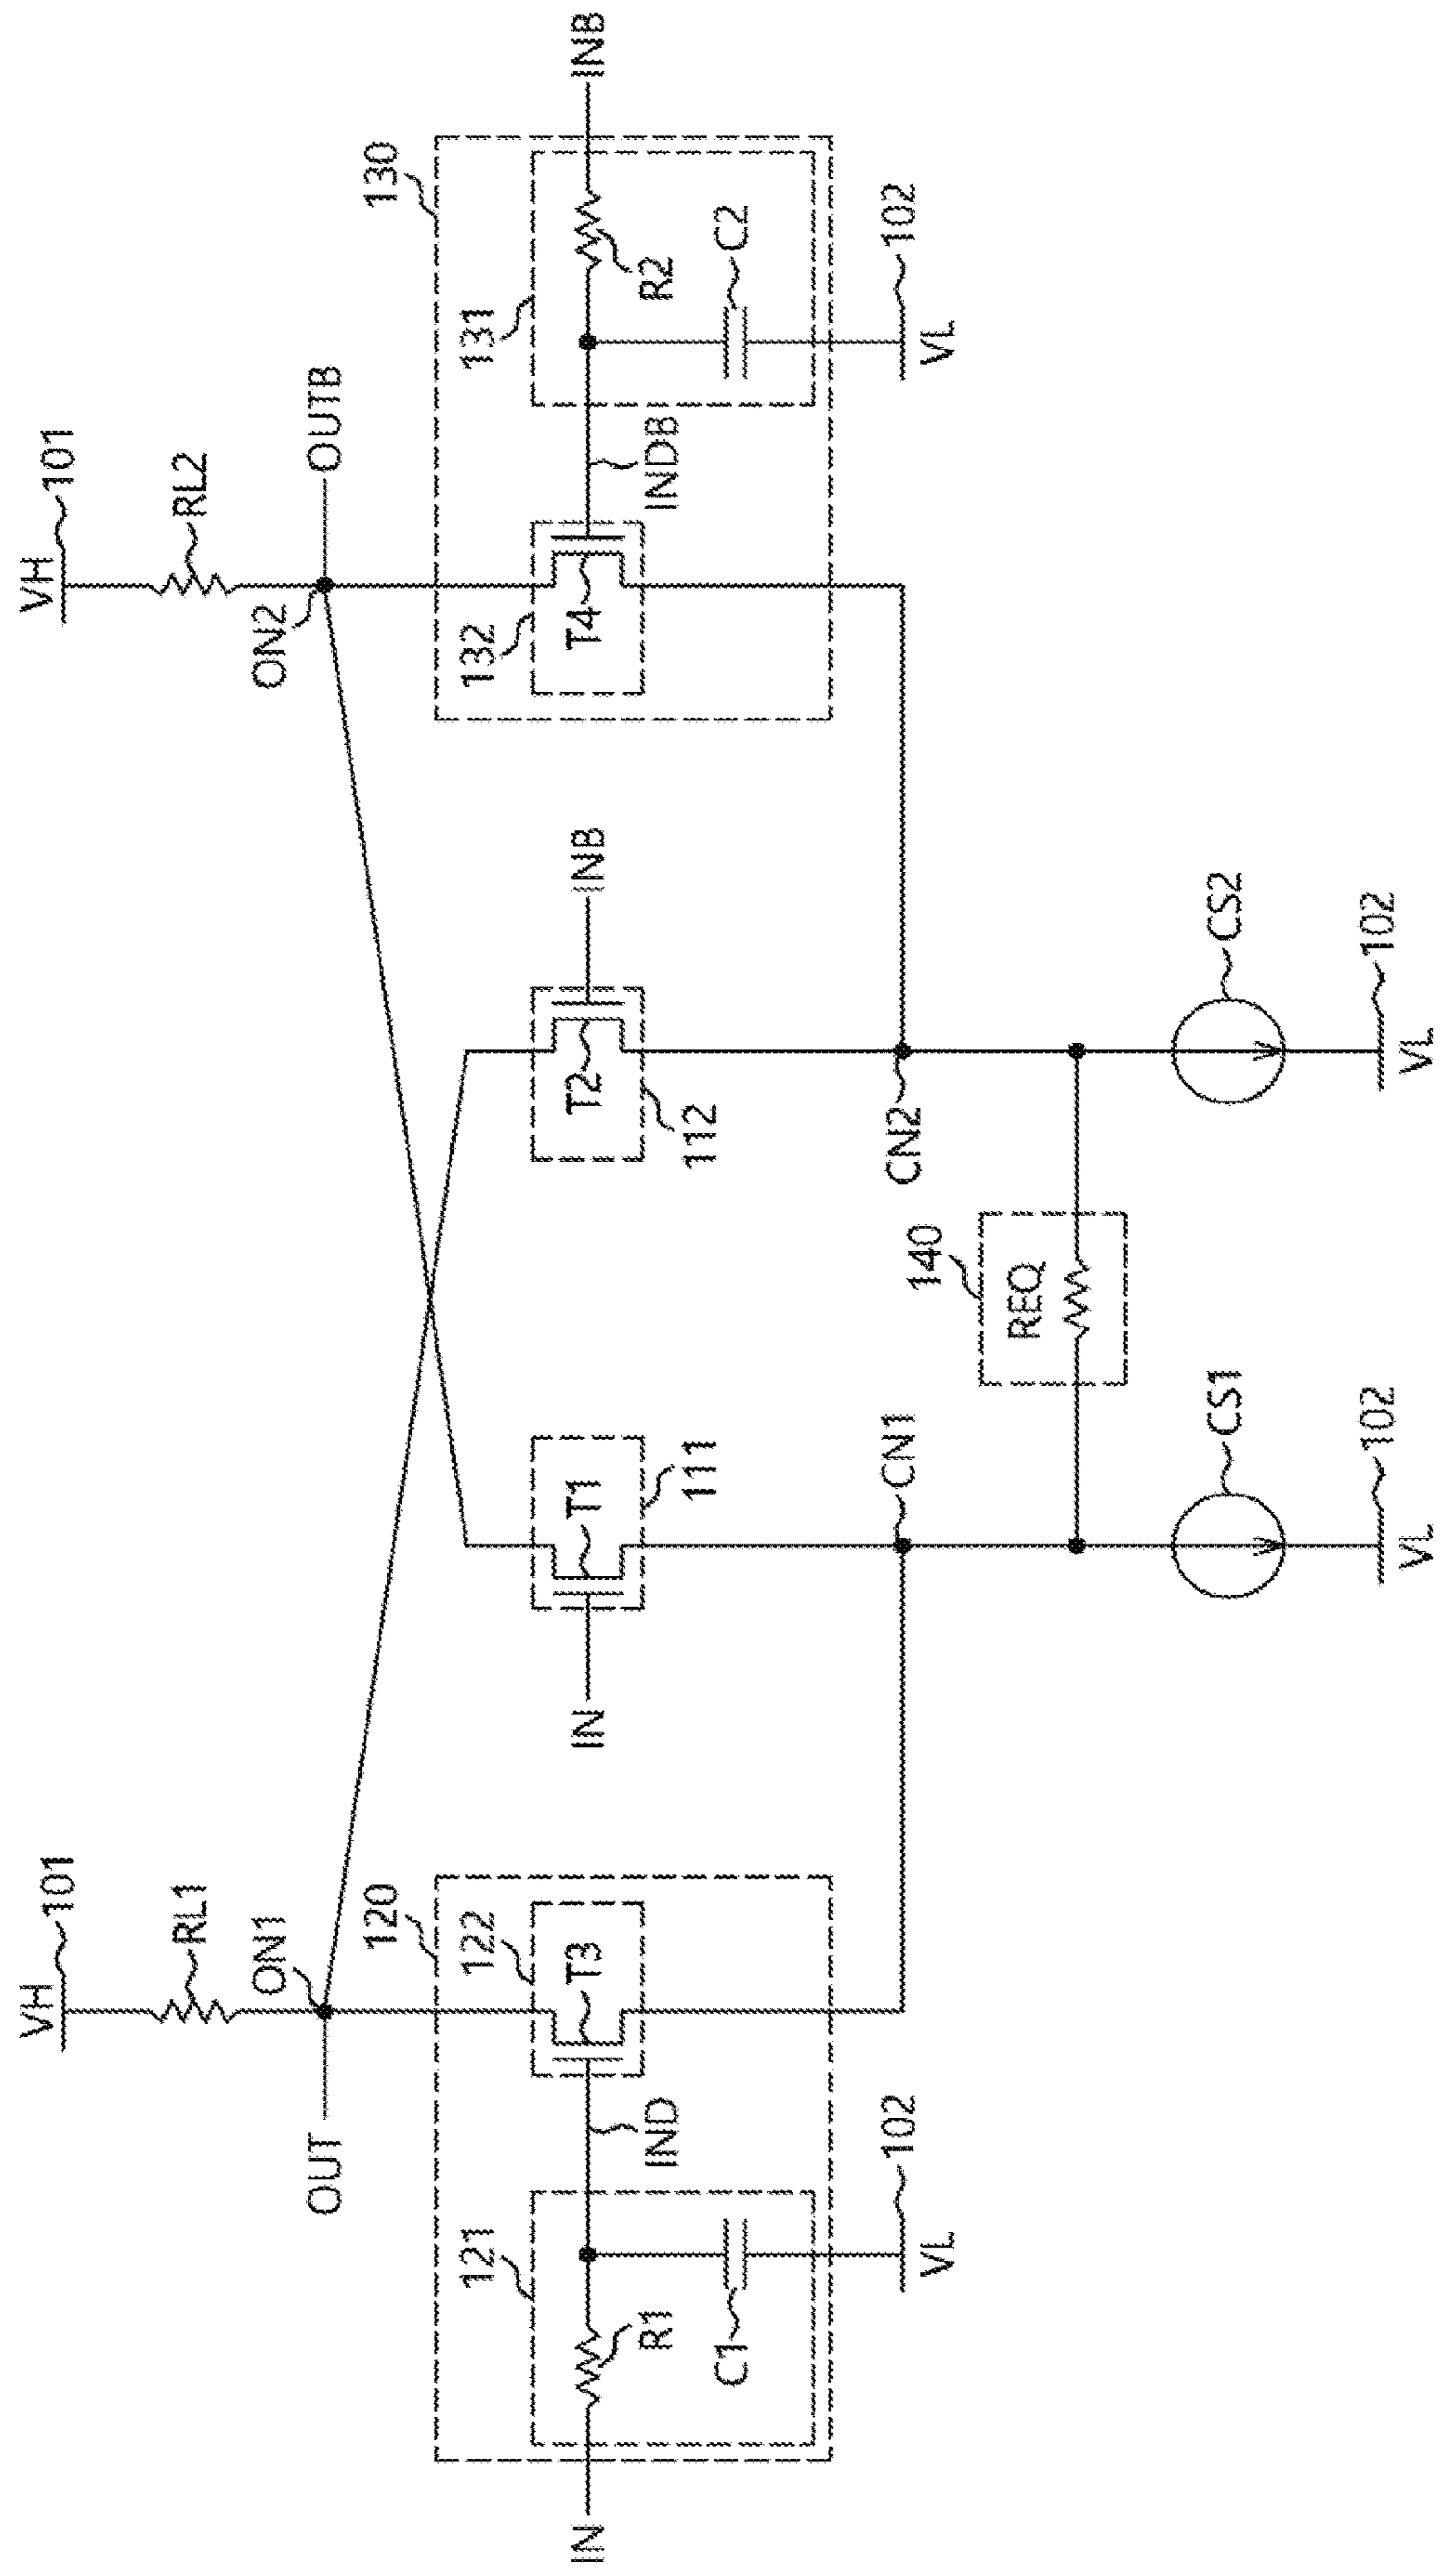 VH
101
VH
101
RL1
RL2
ON1
ON2
OUT
OUTB
120
130
121
122
132
131
IN
R1
C1
IND
T3
IN
T1
111
T2
112
INB
T4
INDB
R2
C2
INB
102
VL
102
VL
CN1
CN2
140
REQ
CS1
CS2
102
VL
102
VL